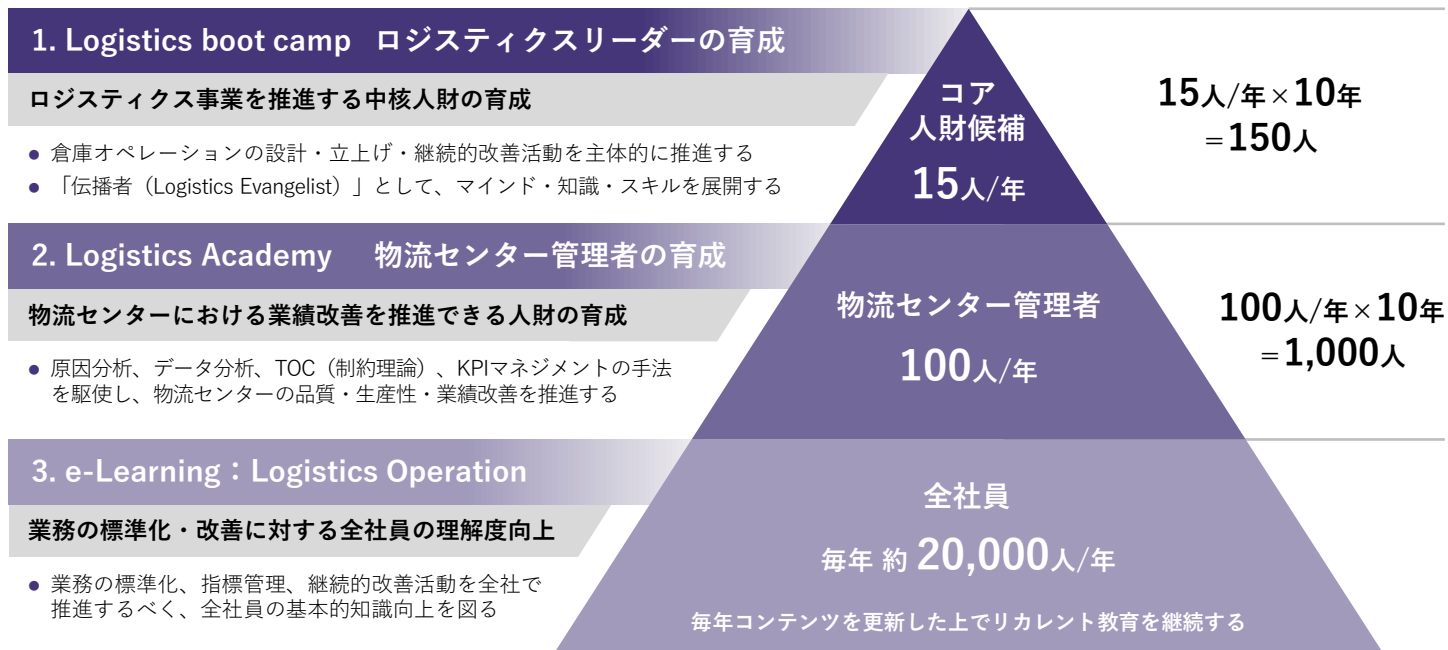 1. Logistics boot camp ロジスティクスリーダーの育成
ロジスティクス事業を推進する中核人財の育成
● 倉庫オペレーションの設計・立上げ・継続的改善活動を主体的に推進する
● 「伝播者（Logistics Evangelist）」として、マインド・知識・スキルを展開する
コア
人財候補
15人/年
15人/年×10年
＝150人
2. Logistics Academy 物流センター管理者の育成
物流センターにおける業績改善を推進できる人財の育成
● 原因分析、データ分析、TOC（制約理論）、KPIマネジメントの手法
を駆使し、物流センターの品質・生産性・業績改善を推進する
物流センター管理者
100人/年
100人/年×10年
＝1,000人
3. e-Learning：Logistics Operation
業務の標準化・改善に対する全社員の理解度向上
● 業務の標準化、指標管理、継続的改善活動を全社で
推進するべく、全社員の基本的知識向上を図る
全社員
毎年 約 20,000人/年
毎年コンテンツを更新した上でリカレント教育を継続する